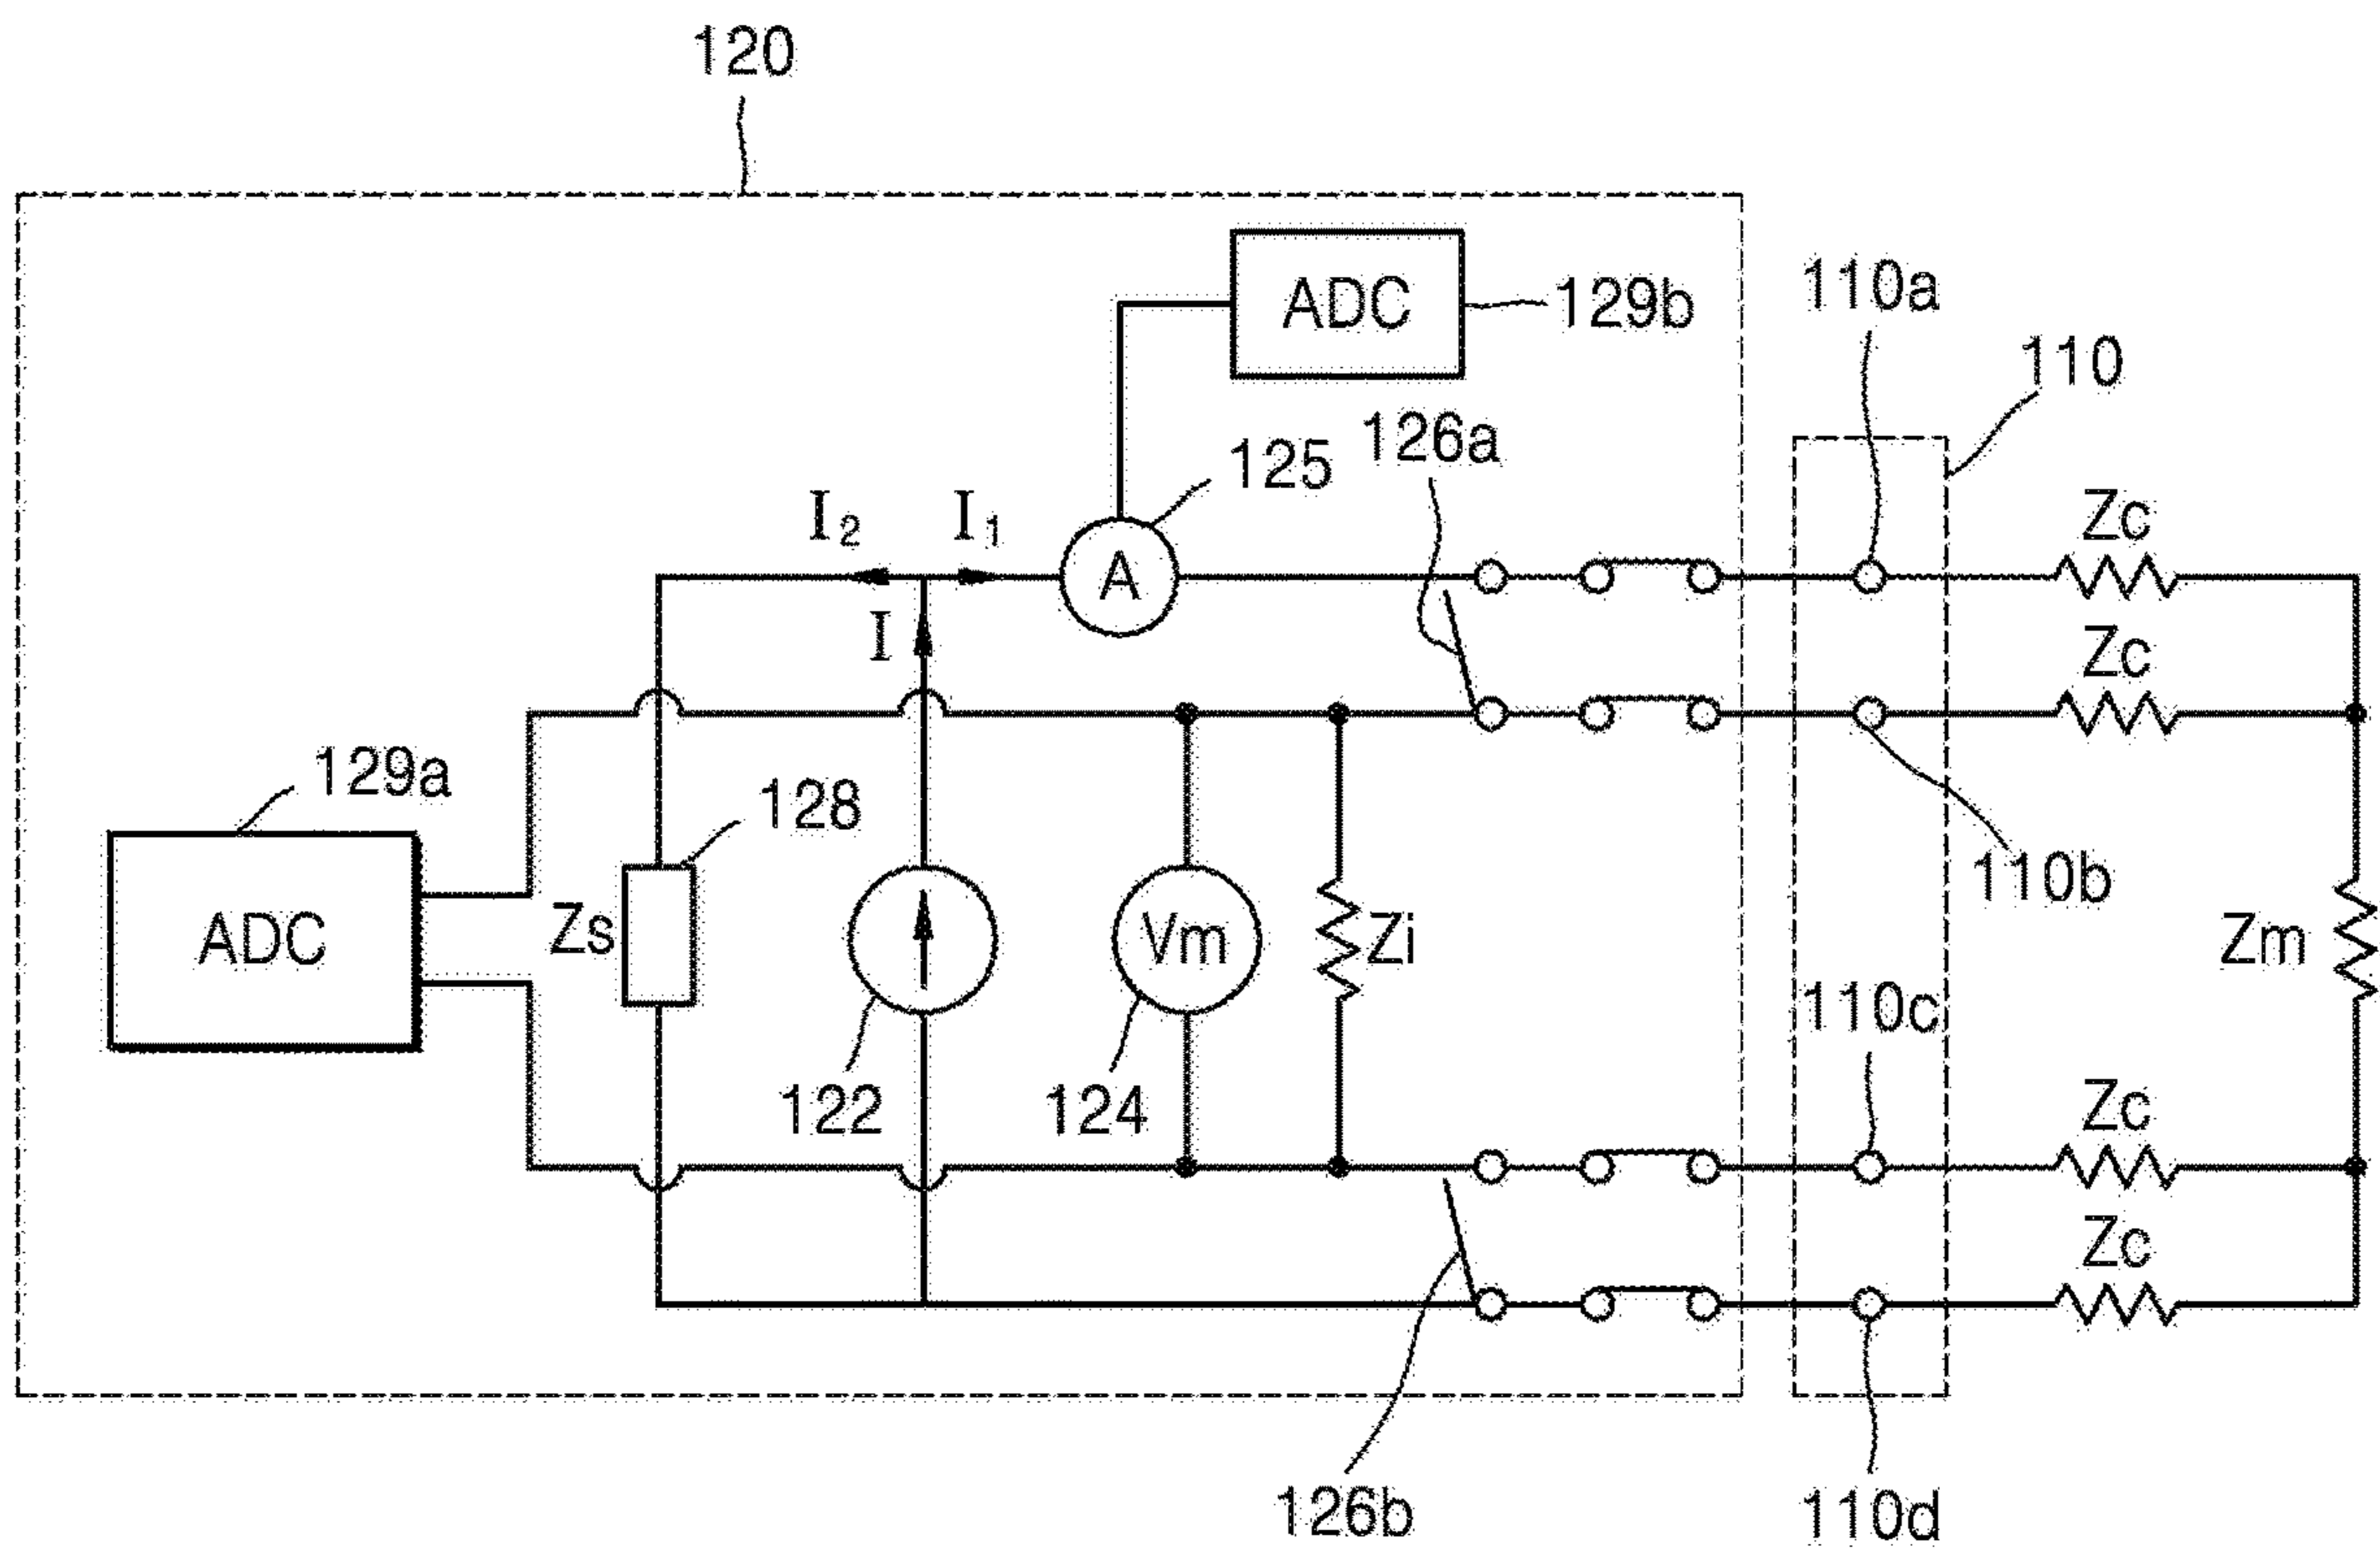 120
ADC
129b
110a
110
126a
125
I₂
I₁
A
Zc
I
Zc
129a
128
110b
ADC
Zs
Vm
Zi
Zm
110c
122
124
Zc
Zc
126b
110d